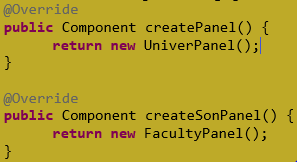 @Override
public Component createPanel() {
return new UniverPanel();
}
@Override
public Component createSonPanel() {
return new FacultyPanel();
}